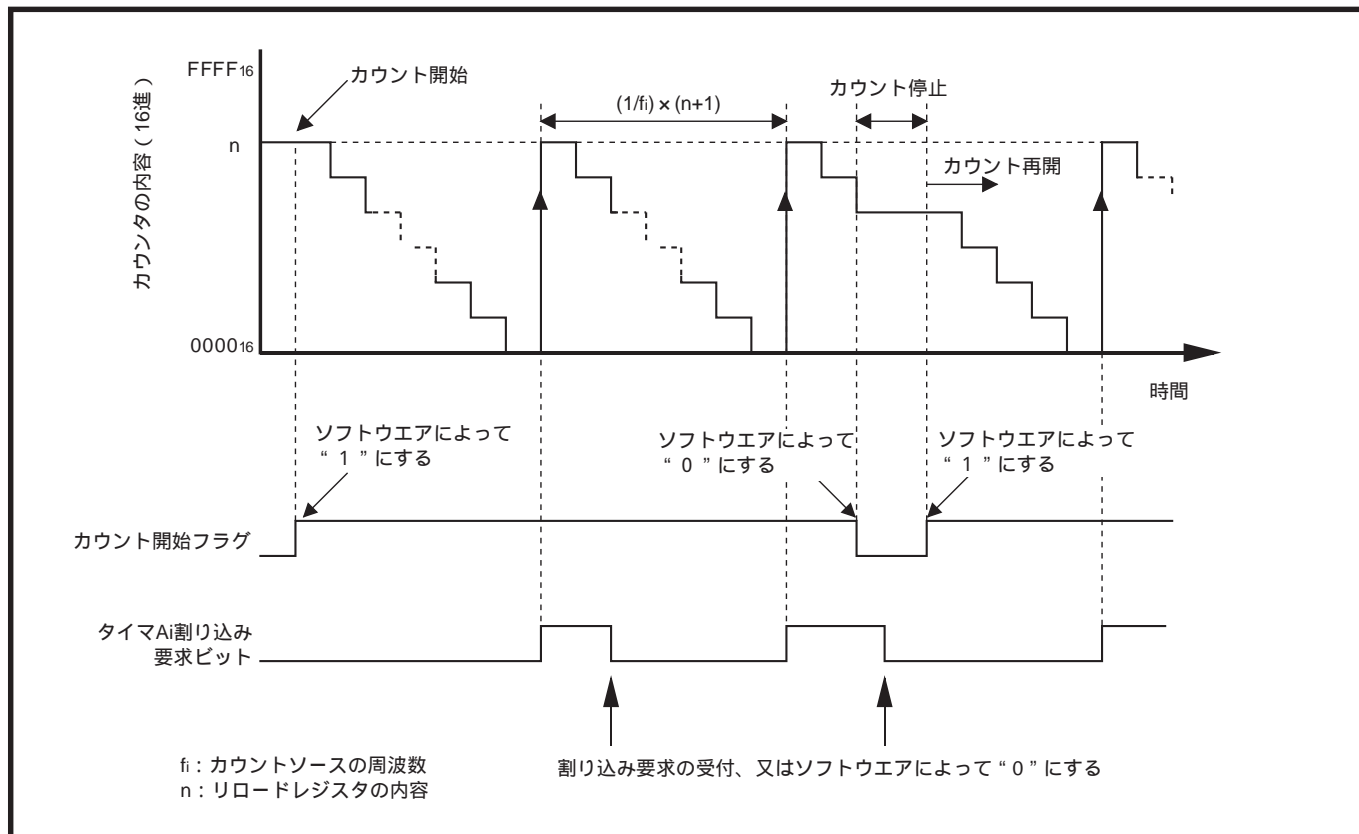 FFFF16
カウント開始
(1/fi)×(n+1)
カウント停止
n
カウント再開
カウンタの内容（16進）
000016
時間
ソフトウエアによって
“1”にする
ソフトウエアによって
“0”にする
ソフトウエアによって
“1”にする
カウント開始フラグ
タイマAi割り込み
要求ビット
fi：カウントソースの周波数
n：リロードレジスタの内容
割り込み要求の受付、又はソフトウエアによって“0”にする